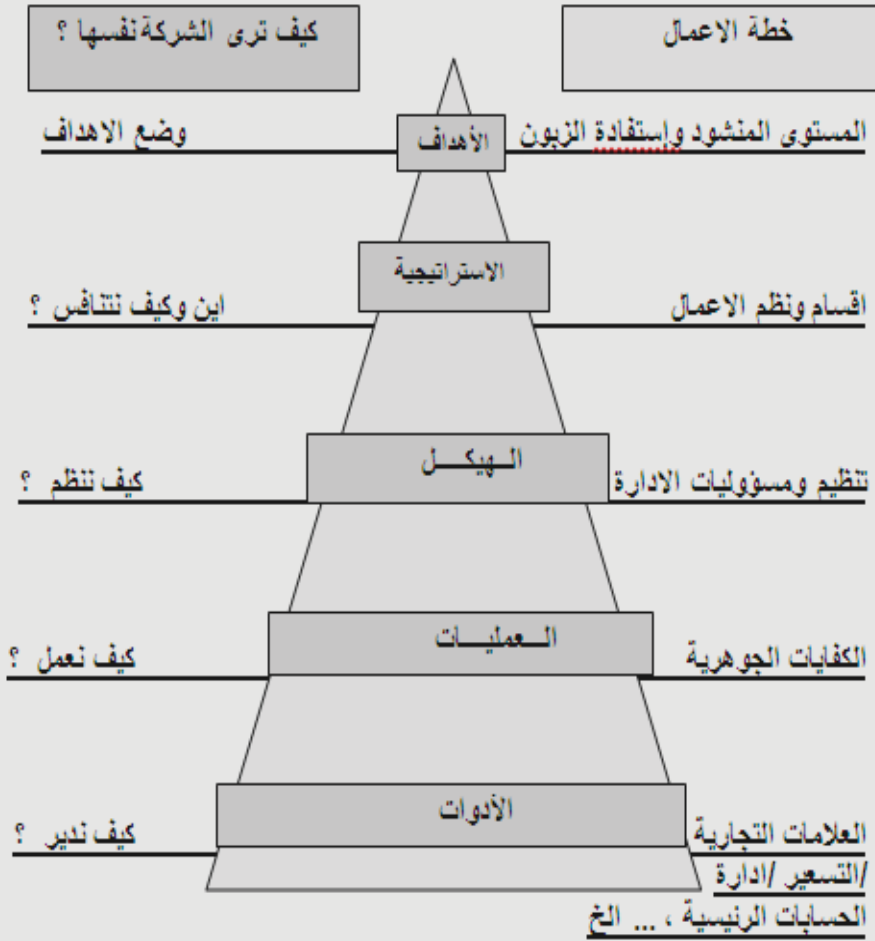 خطة الاعمال
كيف ترى الشركة نفسها ؟
المستوى المنشود وإستفادة الزبون
الأهداف
وضع الاهداف
الاستراتيجية
اقسام ونظم الاعمال
اين وكيف نتنافس ؟
الــهيكــــل
تنظيم ومسؤوليات الادارة
كيف ننظم ؟
الــعمليــــات
الكفايات الجوهرية
كيف نعمل ؟
الأدوات
العلامات التجارية
كيف ندير ؟
/التسعير /ادارة
الحسابات الرئيسية ، ... الخ